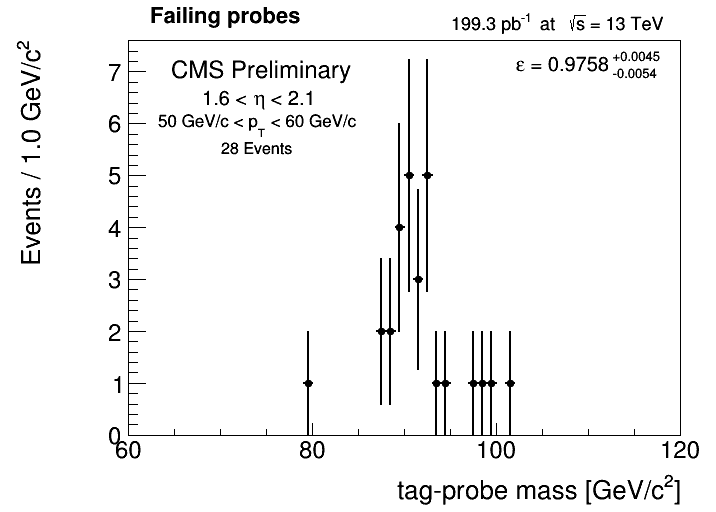 Failing probes
199.3 pb⁻¹ at √s = 13 TeV
Events / 1.0 GeV/c²
CMS Preliminary
1.6 < η < 2.1
50 GeV/c < p_T < 60 GeV/c
28 Events
ε = 0.9758 +0.0045 -0.0054
7
6
5
4
3
2
1
0
60 80 100 120
tag-probe mass [GeV/c²]